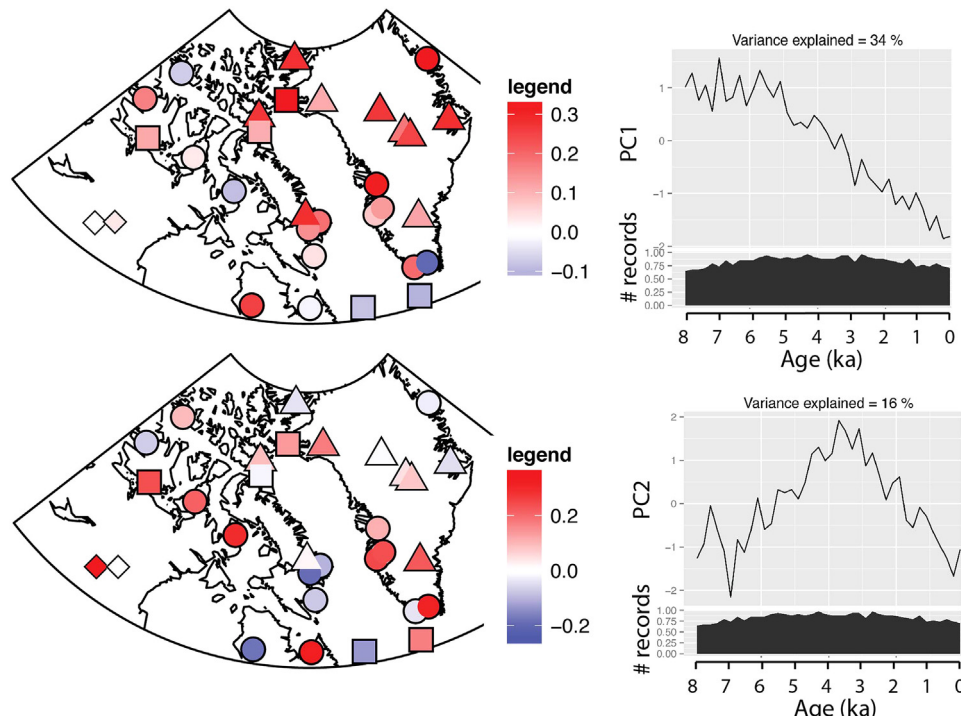 legend
0.3
0.2
0.1
0.0
−0.1
Variance explained = 34 %
PC1
1
0
−1
−2
# records
1.00
0.75
0.50
0.25
0.00
8 7 6 5 4 3 2 1 0
Age (ka)
legend
0.2
0.0
−0.2
Variance explained = 16 %
PC2
2
1
0
−1
−2
# records
1.00
0.75
0.50
0.25
0.00
8 7 6 5 4 3 2 1 0
Age (ka)